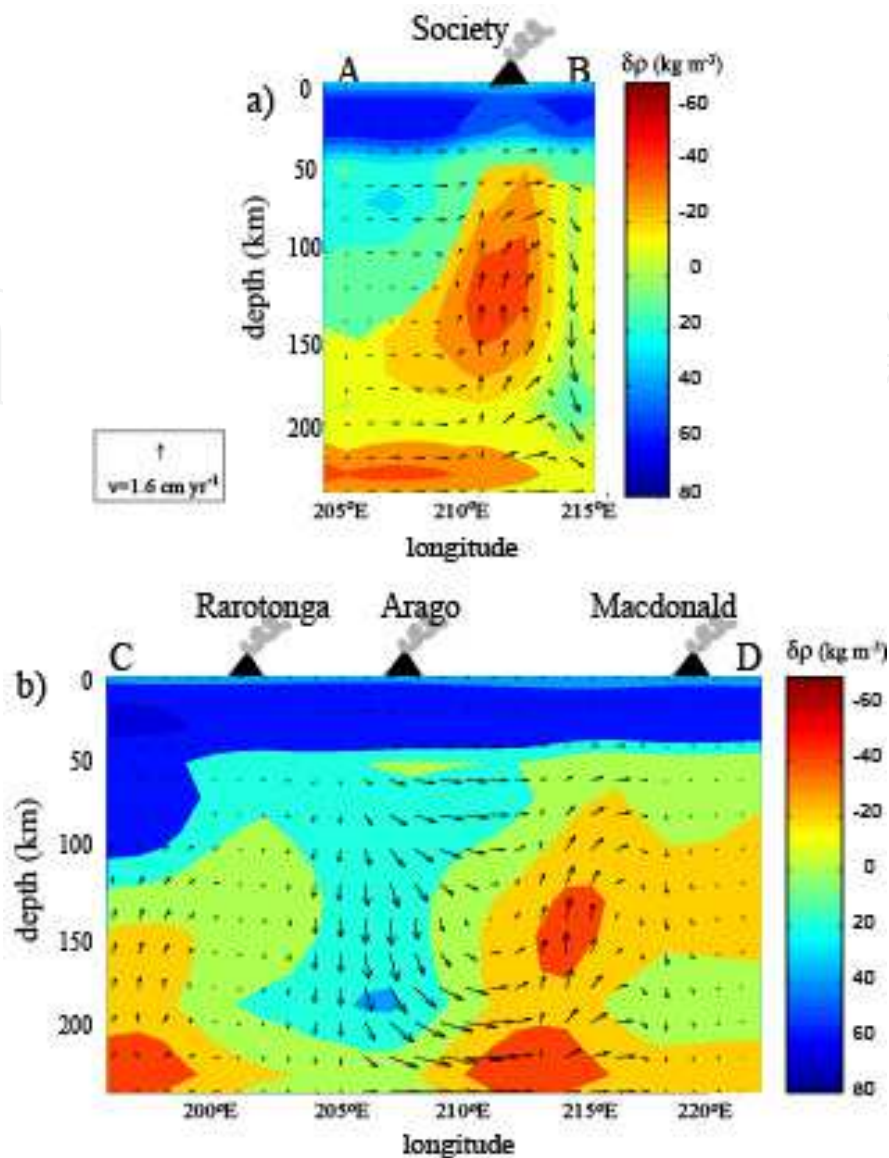 Society
A B
a)
δρ (kg m⁻³)
0
50
100
150
200
depth (km)
205°E 210°E 215°E
longitude
-60
-40
-20
0
20
40
60
80
↑
v=1.6 cm yr⁻¹
Rarotonga Arago Macdonald
C D
b)
δρ (kg m⁻³)
0
50
100
150
200
depth (km)
200°E 205°E 210°E 215°E 220°E
longitude
-60
-40
-20
0
20
40
60
80